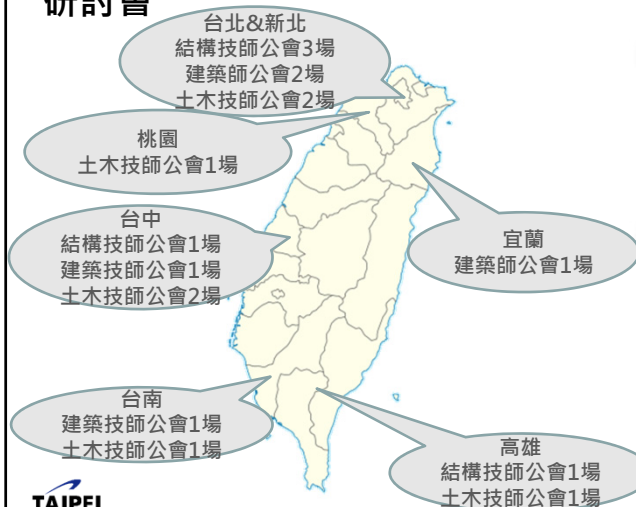 研討會
台北&新北
結構技師公會3場
建築師公會2場
土木技師公會2場
桃園
土木技師公會1場
台中
結構技師公會1場
建築技師公會1場
土木技師公會2場
宜蘭
建築師公會1場
台南
建築技師公會1場
土木技師公會1場
高雄
結構技師公會1場
土木技師公會1場
TAIPEI